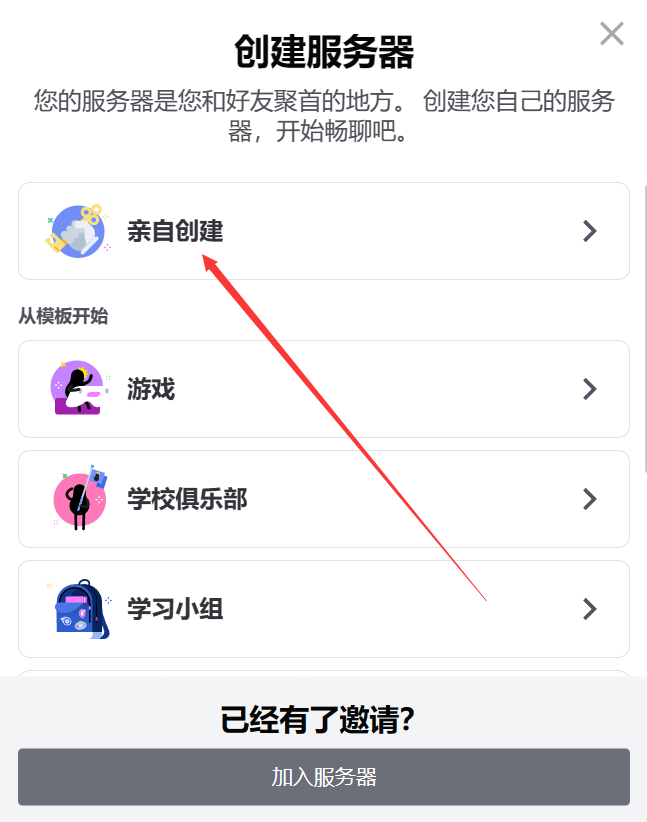 创建服务器
您的服务器是您和好友聚首的地方。 创建您自己的服务
器，开始畅聊吧。
亲自创建
从模板开始
游戏
学校俱乐部
学习小组
已经有了邀请？
加入服务器